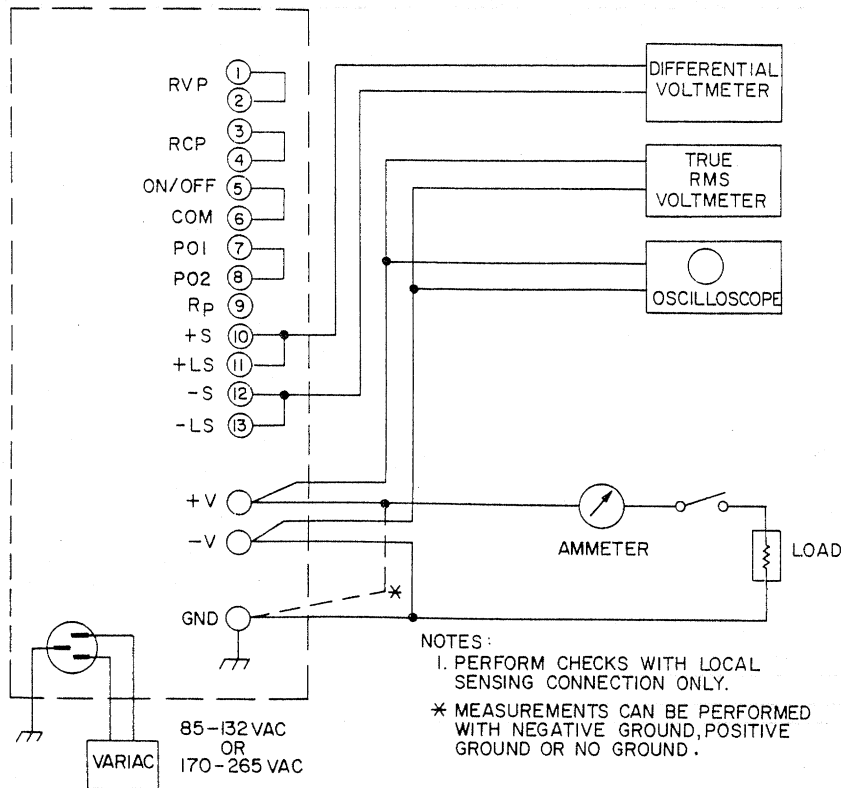 RVP
1
2
RCP
3
4
ON/OFF 5
COM 6
PO1 7
PO2 8
Rp 9
+S 10
+LS 11
-S 12
-LS 13
+V
-V
GND
DIFFERENTIAL
VOLTMETER
TRUE
RMS
VOLTMETER
OSCILLOSCOPE
AMMETER
LOAD
*
NOTES:
1. PERFORM CHECKS WITH LOCAL
SENSING CONNECTION ONLY.
* MEASUREMENTS CAN BE PERFORMED
WITH NEGATIVE GROUND, POSITIVE
GROUND OR NO GROUND.
85-132 VAC
OR
170-265 VAC
VARIAC